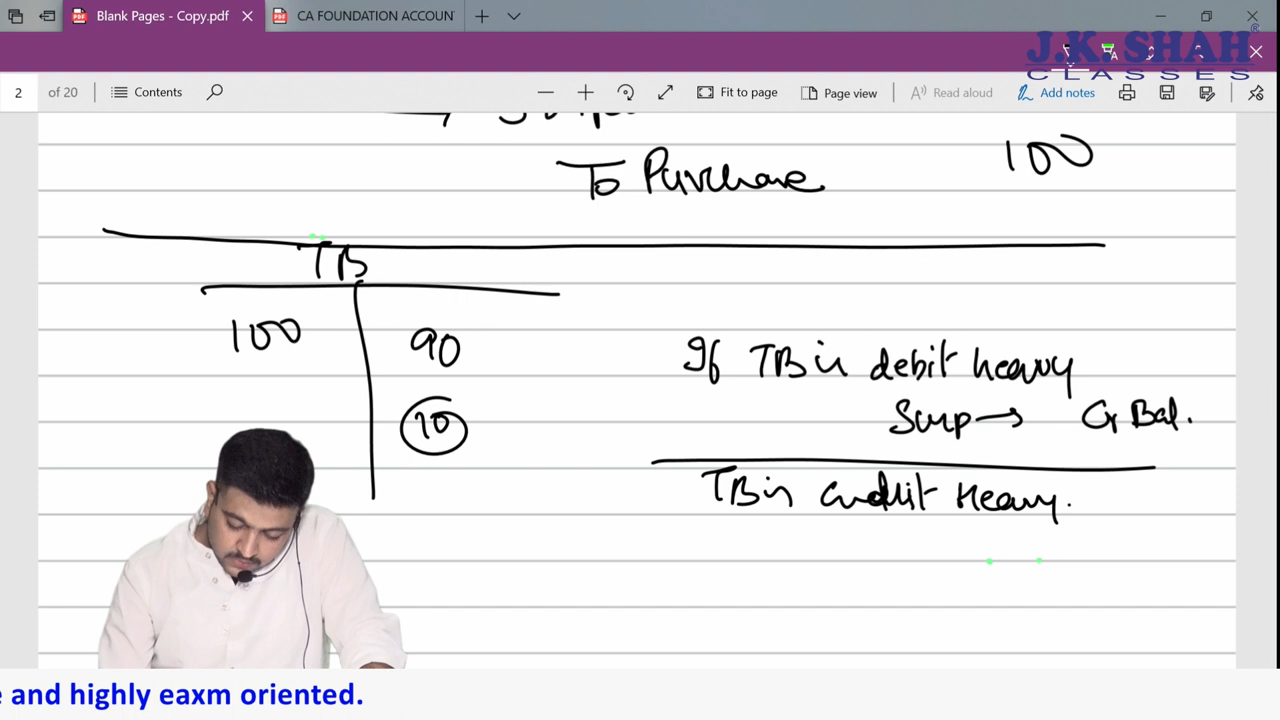 Blank Pages - Copy.pdf
CA FOUNDATION ACCOUN
J.K. SHAH
CLASSES
2 of 20
Contents
Fit to page
Page view
Read aloud
Add notes
To Purchase 100
TB
100 90
10
If TB is debit heavy
Susp → Cr Bal.
TB is credit Heavy.
e and highly eaxm oriented.